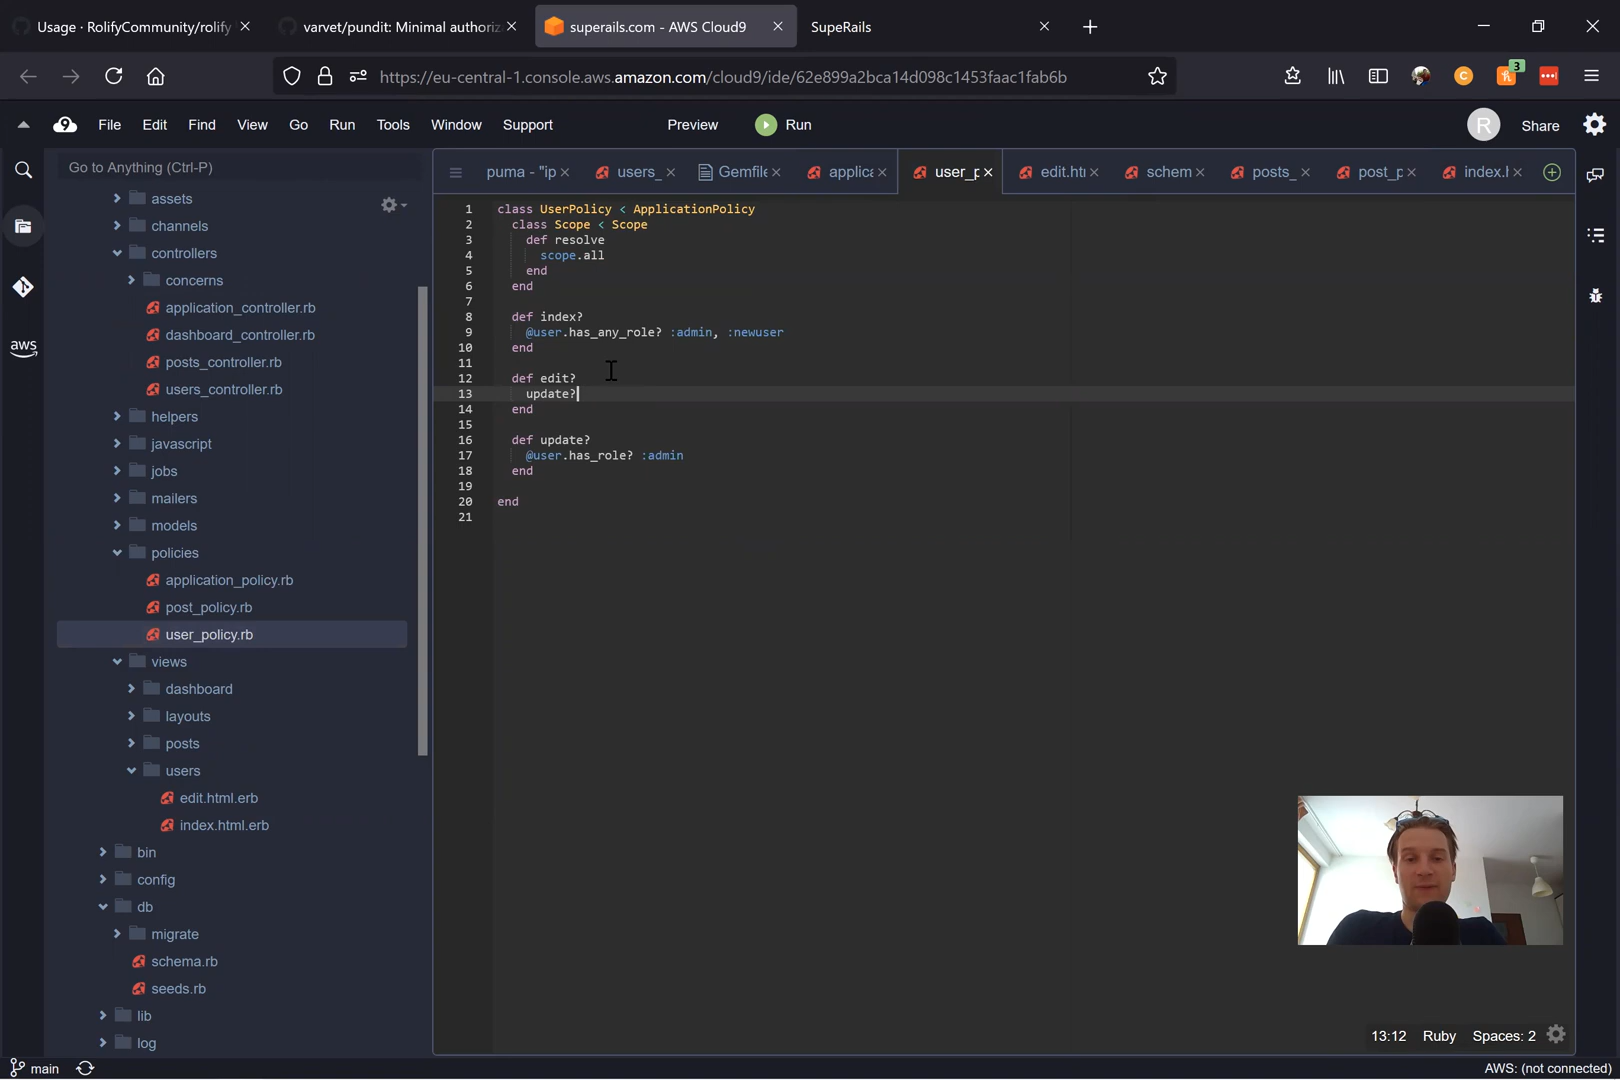 Usage · RolifyCommunity/rolify
varvet/pundit: Minimal authoriz
superails.com - AWS Cloud9
SupeRails
https://eu-central-1.console.aws.amazon.com/cloud9/ide/62e899a2bca14d098c1453faac1fab6b
C
3
9
File
Edit
Find
View
Go
Run
Tools
Window
Support
Preview
Run
R
Share
Go to Anything (Ctrl-P)
puma - "ip
users_
Gemfile
applica
user_p
edit.htm
schem
posts_
post_p
index.h
aws
assets
channels
controllers
concerns
application_controller.rb
dashboard_controller.rb
posts_controller.rb
users_controller.rb
helpers
javascript
jobs
mailers
models
policies
application_policy.rb
post_policy.rb
user_policy.rb
views
dashboard
layouts
posts
users
edit.html.erb
index.html.erb
bin
config
db
migrate
schema.rb
seeds.rb
lib
log
1 class UserPolicy < ApplicationPolicy
2 class Scope < Scope
3 def resolve
4 scope.all
5 end
6 end
7
8 def index?
9 @user.has_any_role? :admin, :newuser
10 end
11
12 def edit?
13 update?
14 end
15
16 def update?
17 @user.has_role? :admin
18 end
19
20 end
21
13:12 Ruby Spaces: 2
main
AWS: (not connected)